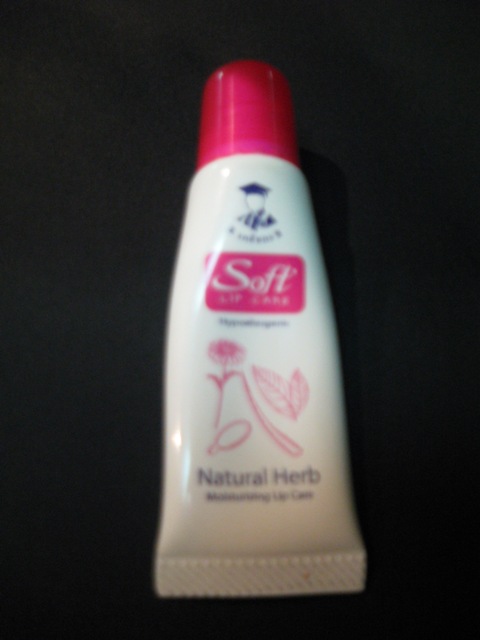 Soft
LIP CARE
Hypoallergenic
Natural Herb
Moisturizing Lip Care